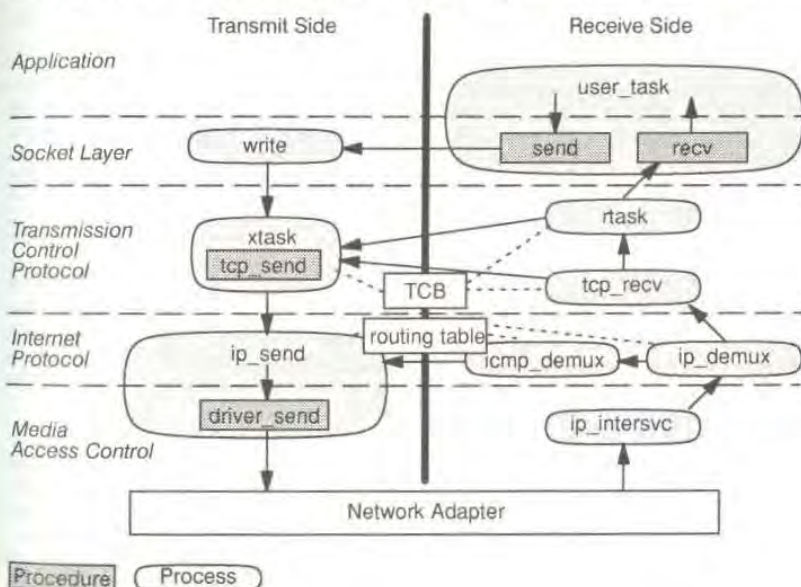 Transmit Side
Receive Side
Application
user_task
Socket Layer
write
send
recv
Transmission
Control
Protocol
xtask
tcp_send
rtask
TCB
tcp_recv
Internet
Protocol
ip_send
routing table
icmp_demux
ip_demux
Media
Access Control
driver_send
ip_intersvc
Network Adapter
Procedure
Process